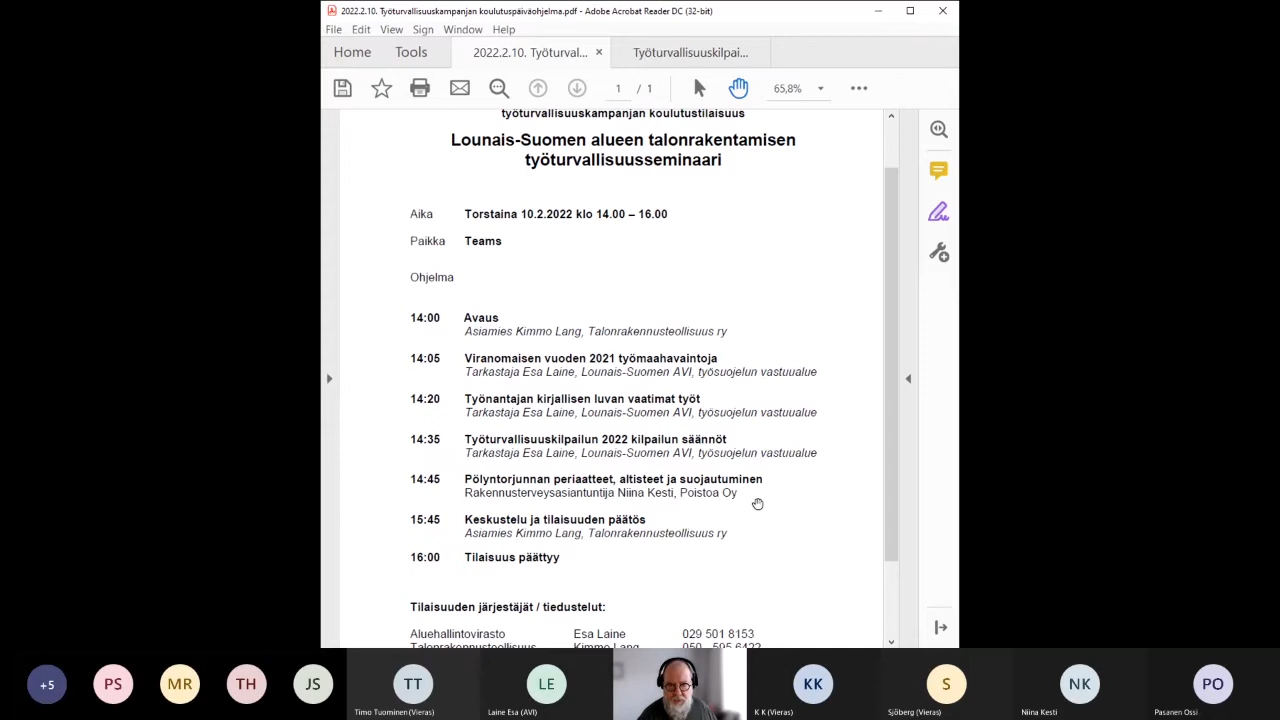 2022.2.10. Työturvallisuuskampanjan koulutuspäiväohjelma.pdf - Adobe Acrobat Reader DC (32-bit)
File Edit View Sign Window Help
Home Tools 2022.2.10. Työturval... × Työturvallisuuskilpai...
1 / 1 65,8%
työturvallisuuskampanjan koulutustilaisuus
Lounais-Suomen alueen talonrakentamisen
työturvallisuusseminaari
Aika Torstaina 10.2.2022 klo 14.00 – 16.00
Paikka Teams
Ohjelma
14:00 Avaus
Asiamies Kimmo Lang, Talonrakennusteollisuus ry
14:05 Viranomaisen vuoden 2021 työmaahavaintoja
Tarkastaja Esa Laine, Lounais-Suomen AVI, työsuojelun vastuualue
14:20 Työnantajan kirjallisen luvan vaatimat työt
Tarkastaja Esa Laine, Lounais-Suomen AVI, työsuojelun vastuualue
14:35 Työturvallisuuskilpailun 2022 kilpailun säännöt
Tarkastaja Esa Laine, Lounais-Suomen AVI, työsuojelun vastuualue
14:45 Pölyntorjunnan periaatteet, altisteet ja suojautuminen
Rakennusterveysasiantuntija Niina Kesti, Poistoa Oy
15:45 Keskustelu ja tilaisuuden päätös
Asiamies Kimmo Lang, Talonrakennusteollisuus ry
16:00 Tilaisuus päättyy
Tilaisuuden järjestäjät / tiedustelut:
Aluehallintovirasto Esa Laine 029 501 8153
Talonrakennusteollisuus Kimmo Lang 050 - 595 6422
+5 PS MR TH JS TT LE KK S NK PO
Timo Tuominen (Vieras) Laine Esa (AVI) K K (Vieras) Sjöberg (Vieras) Niina Kesti Pasanen Ossi